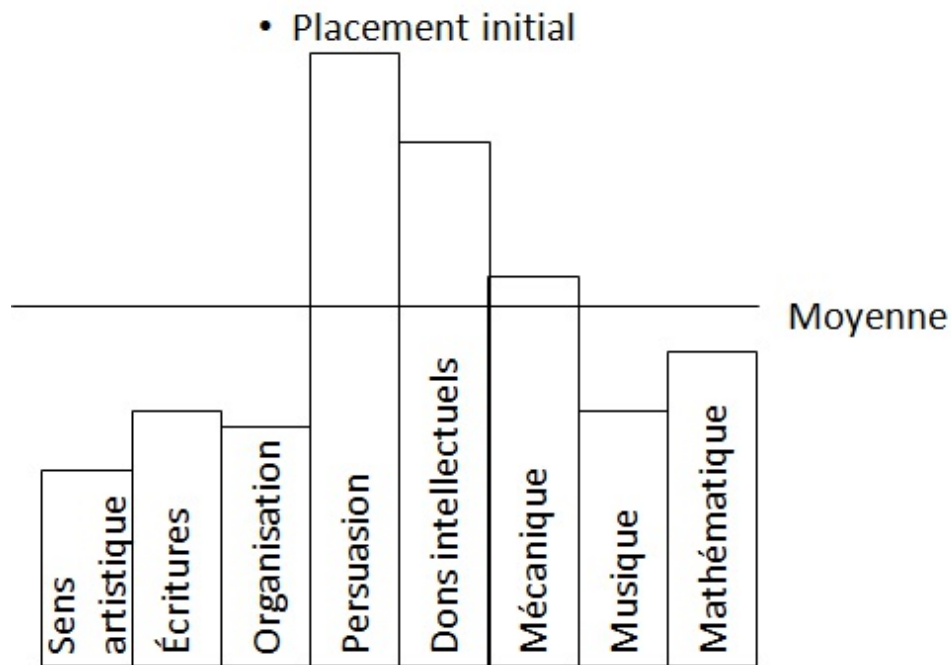 • Placement initial
Moyenne
Sens
artistique
Écritures
Organisation
Persuasion
Dons intellectuels
Mécanique
Musique
Mathématique